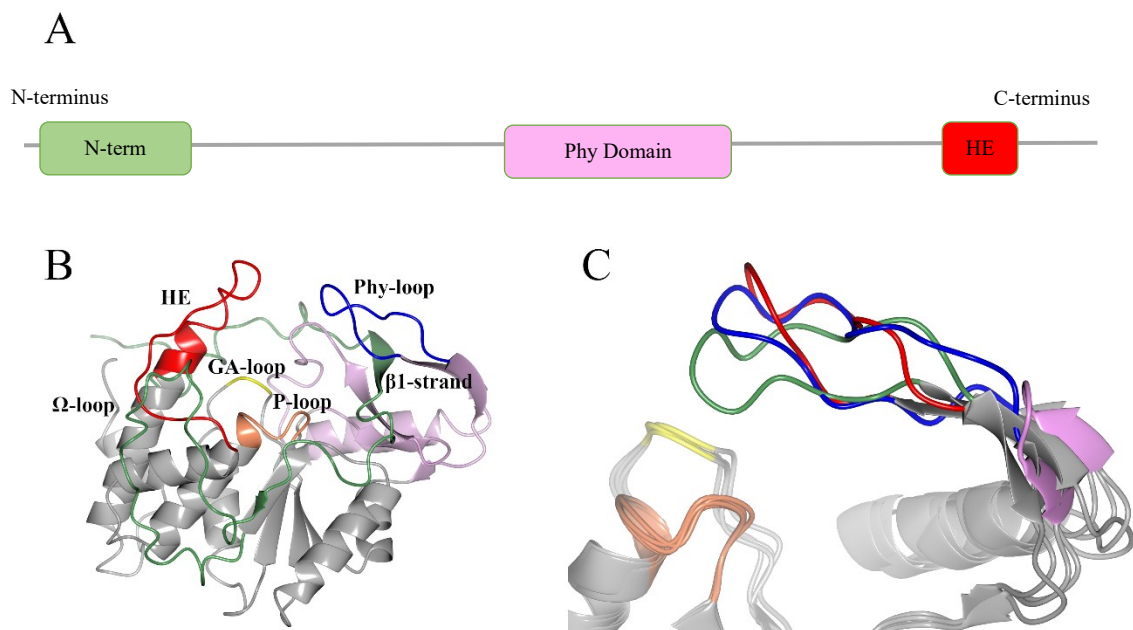 A
N-terminus
C-terminus
N-term
Phy Domain
HE
B
C
HE
Phy-loop
GA-loop
β1-strand
Ω-loop
P-loop